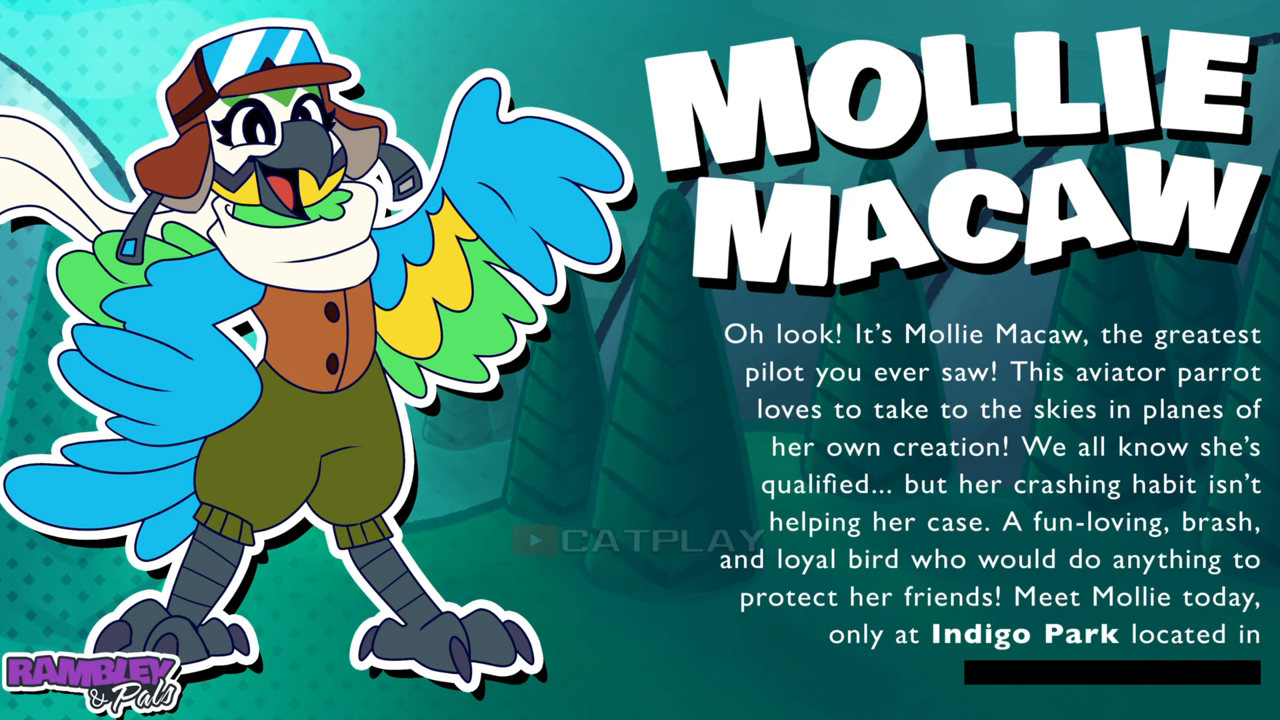 MOLLIE
MACAW
Oh look! It’s Mollie Macaw, the greatest
pilot you ever saw! This aviator parrot
loves to take to the skies in planes of
her own creation! We all know she’s
qualified... but her crashing habit isn’t
helping her case. A fun-loving, brash,
and loyal bird who would do anything to
protect her friends! Meet Mollie today,
only at Indigo Park located in
CATPLAY
RAMBLEY
& Pals